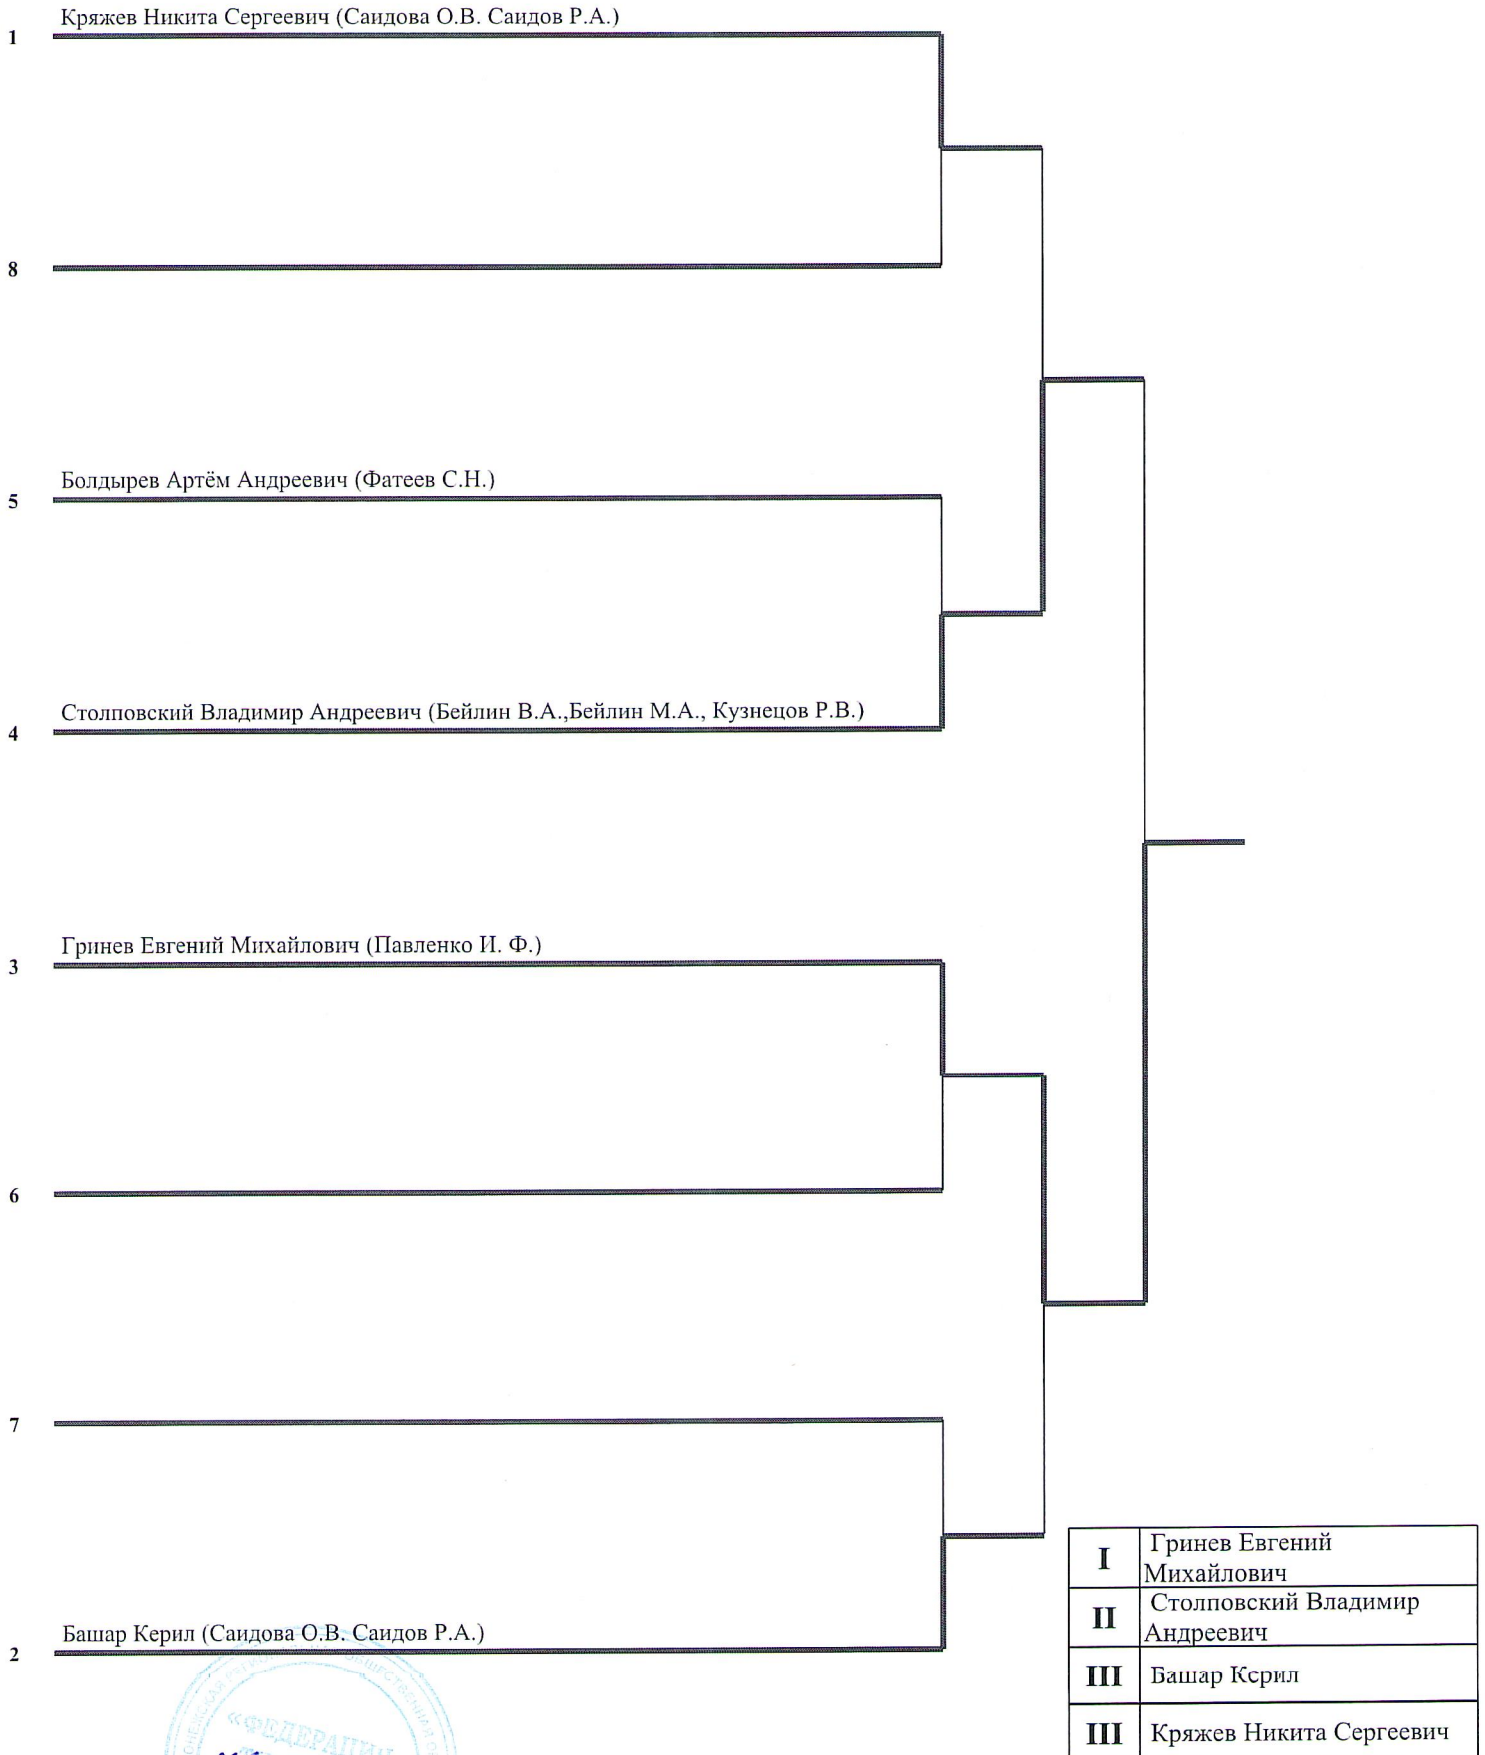 Кряжев Никита Сергеевич (Саидова О.В. Саидов Р.А.)
1
8
Болдырев Артём Андреевич (Фатеев С.Н.)
5
Столповский Владимир Андреевич (Бейлин В.А.,Бейлин М.А., Кузнецов Р.В.)
4
Гринев Евгений Михайлович (Павленко И. Ф.)
3
6
7
Башар Керил (Саидова О.В. Саидов Р.А.)
2
I Гринев Евгений
Михайлович
II Столповский Владимир
Андреевич
III Башар Керил
III Кряжев Никита Сергеевич
«ФЕДЕРАЦИЯ